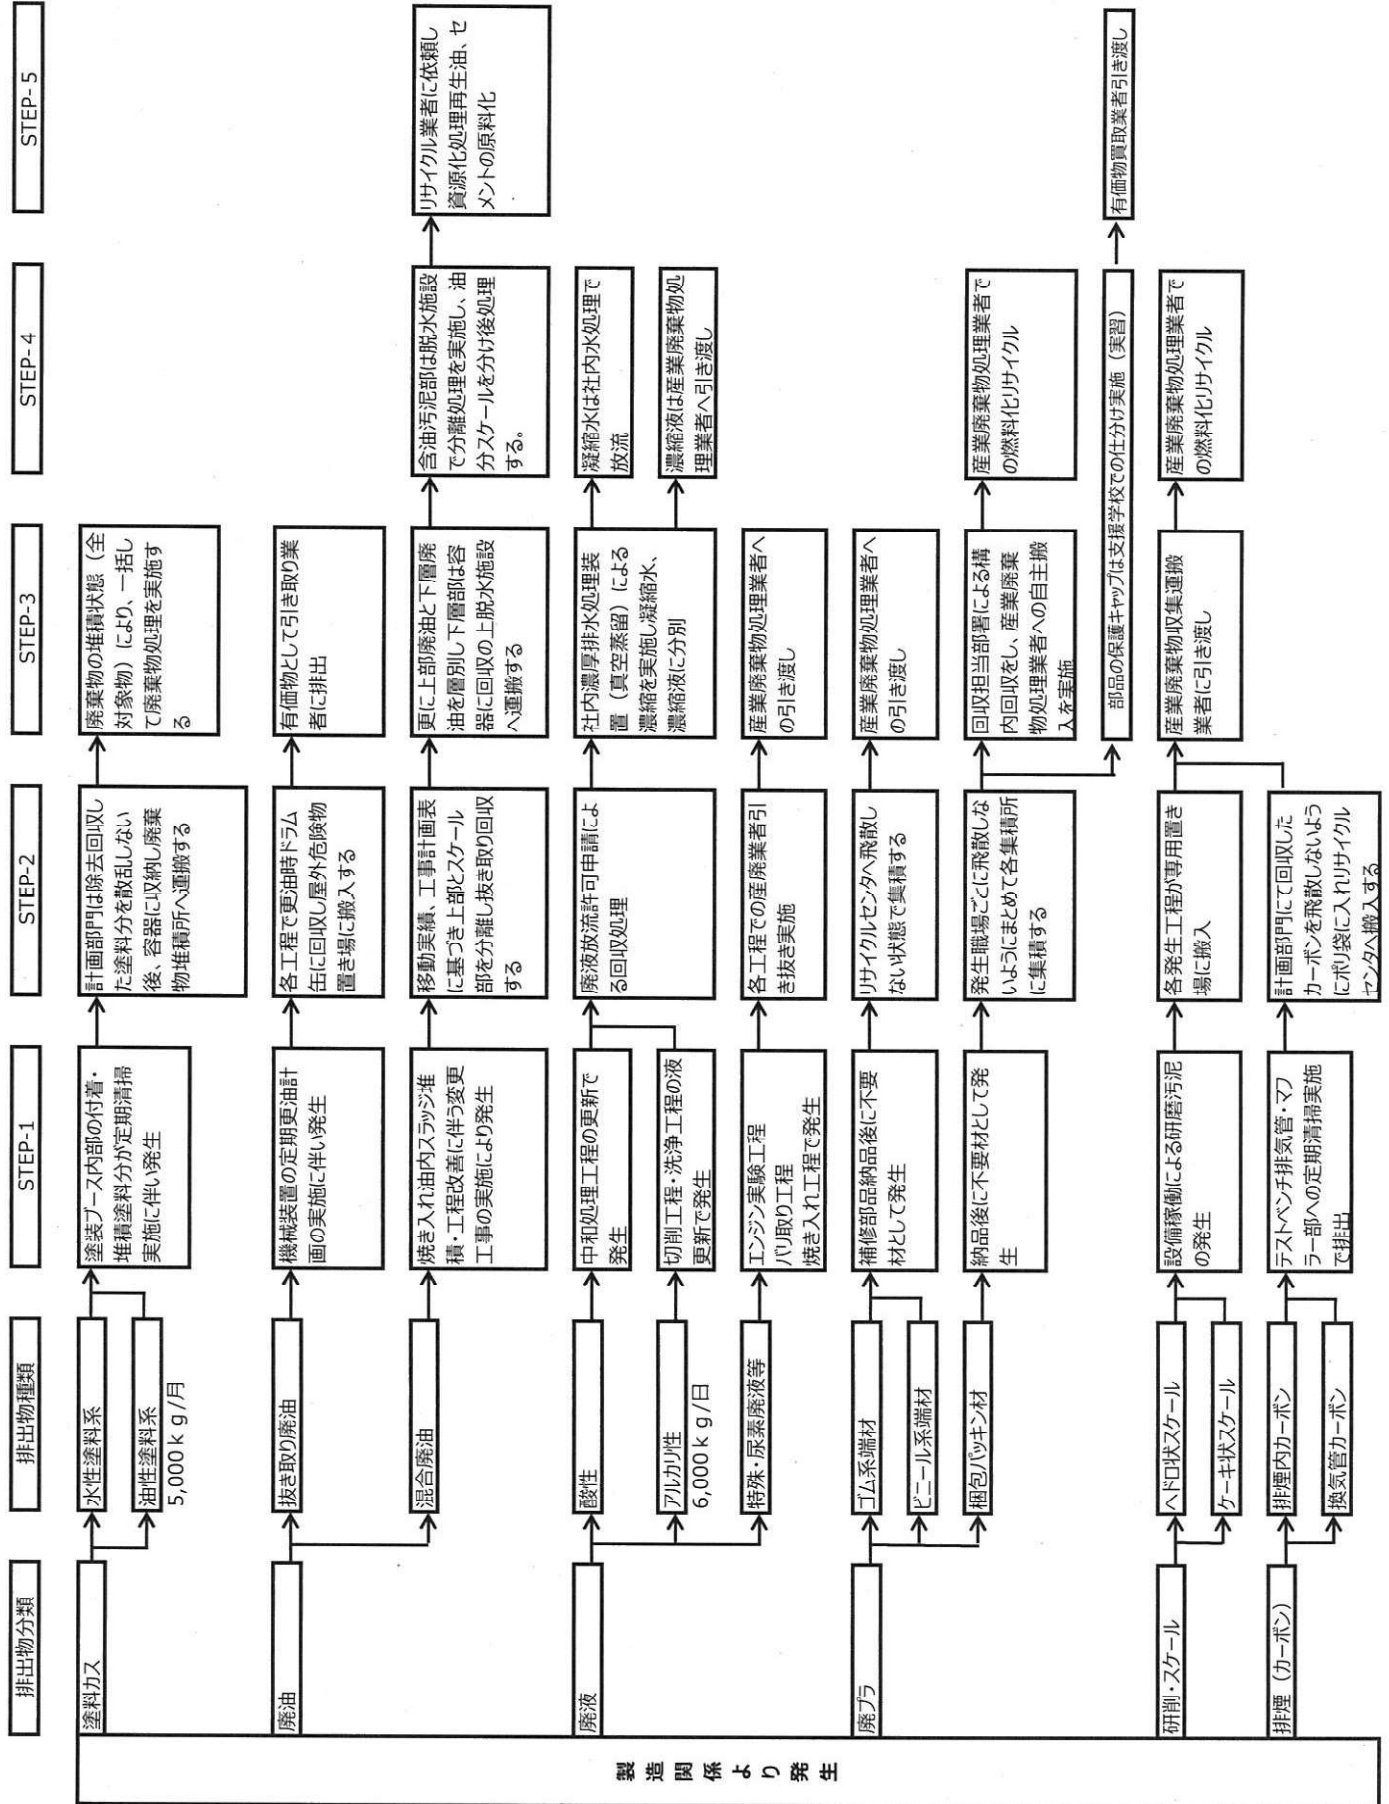 排出物分類
排出物種類
STEP-1
STEP-2
STEP-3
STEP-4
STEP-5
製造関係より発生
塗料カス
水性塗料系
油性塗料系
5,000ｋｇ/月
塗装ブース内部の付着・
堆積塗料分が定期清掃
実施に伴い発生
計画部門は除去回収し
た塗料分を散乱しない
後、容器に収納し廃棄
物堆積所へ運搬する
廃棄物の堆積状態（全
対象物）により、一括し
て廃棄物処理を実施す
る
廃油
抜き取り廃油
機械装置の定期更油計
画の実施に伴い発生
各工程で更油時ドラム
缶に回収し屋外危険物
置き場に搬入する
有価物として引き取り業
者に排出
混合廃油
焼き入れ油内スラッジ堆
積・工程改善に伴う変更
工事の実施により発生
移動実績、工事計画表
に基づき上部とスケール
部を分離し抜き取り回収
する
更に上部廃油と下層廃
油を層別し下層部は容
器に回収の上脱水施設
へ運搬する
含油汚泥部は脱水施設
で分離処理を実施し、油
分スケールを分け後処理
する。
リサイクル業者に依頼し
資源化処理再生油、セ
メントの原料化
廃液
酸性
中和処理工程の更新で
発生
廃液放流許可申請によ
る回収処理
社内濃厚排水処理装
置（真空蒸留）による
濃縮を実施し凝縮水、
濃縮液に分別
凝縮水は社内水処理で
放流
アルカリ性
6,000ｋｇ/日
切削工程・洗浄工程の液
更新で発生
濃縮液は産業廃棄物処
理業者へ引き渡し
特殊・尿素廃液等
エンジン実験工程
バリ取り工程
焼き入れ工程で発生
各工程での産廃業者引
き抜き実施
産業廃棄物処理業者へ
の引き渡し
廃プラ
ゴム系端材
ビニール系端材
補修部品納品後に不要
材として発生
リサイクルセンタへ飛散し
ない状態で集積する
産業廃棄物処理業者へ
の引き渡し
梱包パッキン材
納品後に不要材として発
生
発生職場ごとに飛散しな
いようにまとめて各集積所
に集積する
回収担当部署による構
内回収をし、産業廃棄
物処理業者への自主搬
入を実施
産業廃棄物処理業者で
の燃料化リサイクル
部品の保護キャップは支援学校での仕分け実施（実習）
有価物買取業者引き渡し
研削・スケール
ヘドロ状スケール
ケーキ状スケール
設備稼働による研磨汚泥
の発生
各発生工程が専用置き
場に搬入
産業廃棄物収集運搬
業者に引き渡し
産業廃棄物処理業者で
の燃料化リサイクル
排煙（カーボン）
排煙内カーボン
換気管カーボン
テストベンチ排気管・マフ
ラー部への定期清掃実施
で排出
計画部門にて回収した
カーボンを飛散しないよう
にポリ袋に入れリサイクル
センタへ搬入する